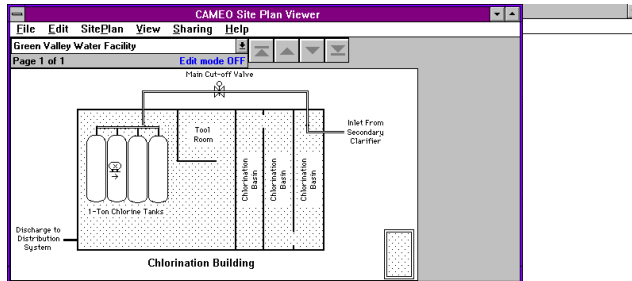 CAMEO Site Plan Viewer
File Edit SitePlan View Sharing Help
Green Valley Water Facility
Page 1 of 1 Edit mode OFF
Main Cut-off Valve
Inlet From
Secondary
Clarifier
Tool
Room
X
Chlorination
Basin
Chlorination
Basin
Chlorination
Basin
1-Ton Chlorine Tanks
Discharge to
Distribution
System
Chlorination Building